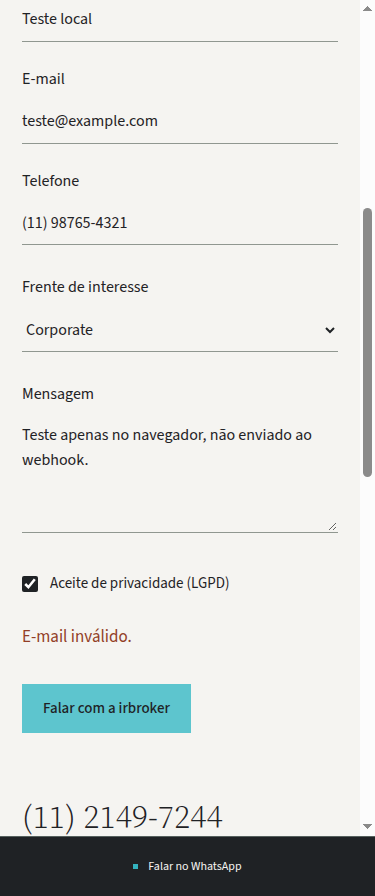 Teste local
E-mail
teste@example.com
Telefone
(11) 98765-4321
Frente de interesse
Corporate
Mensagem
Teste apenas no navegador, não enviado ao
webhook.
Aceite de privacidade (LGPD)
E-mail inválido.
Falar com a irbroker
(11) 2149-7244
Falar no WhatsApp